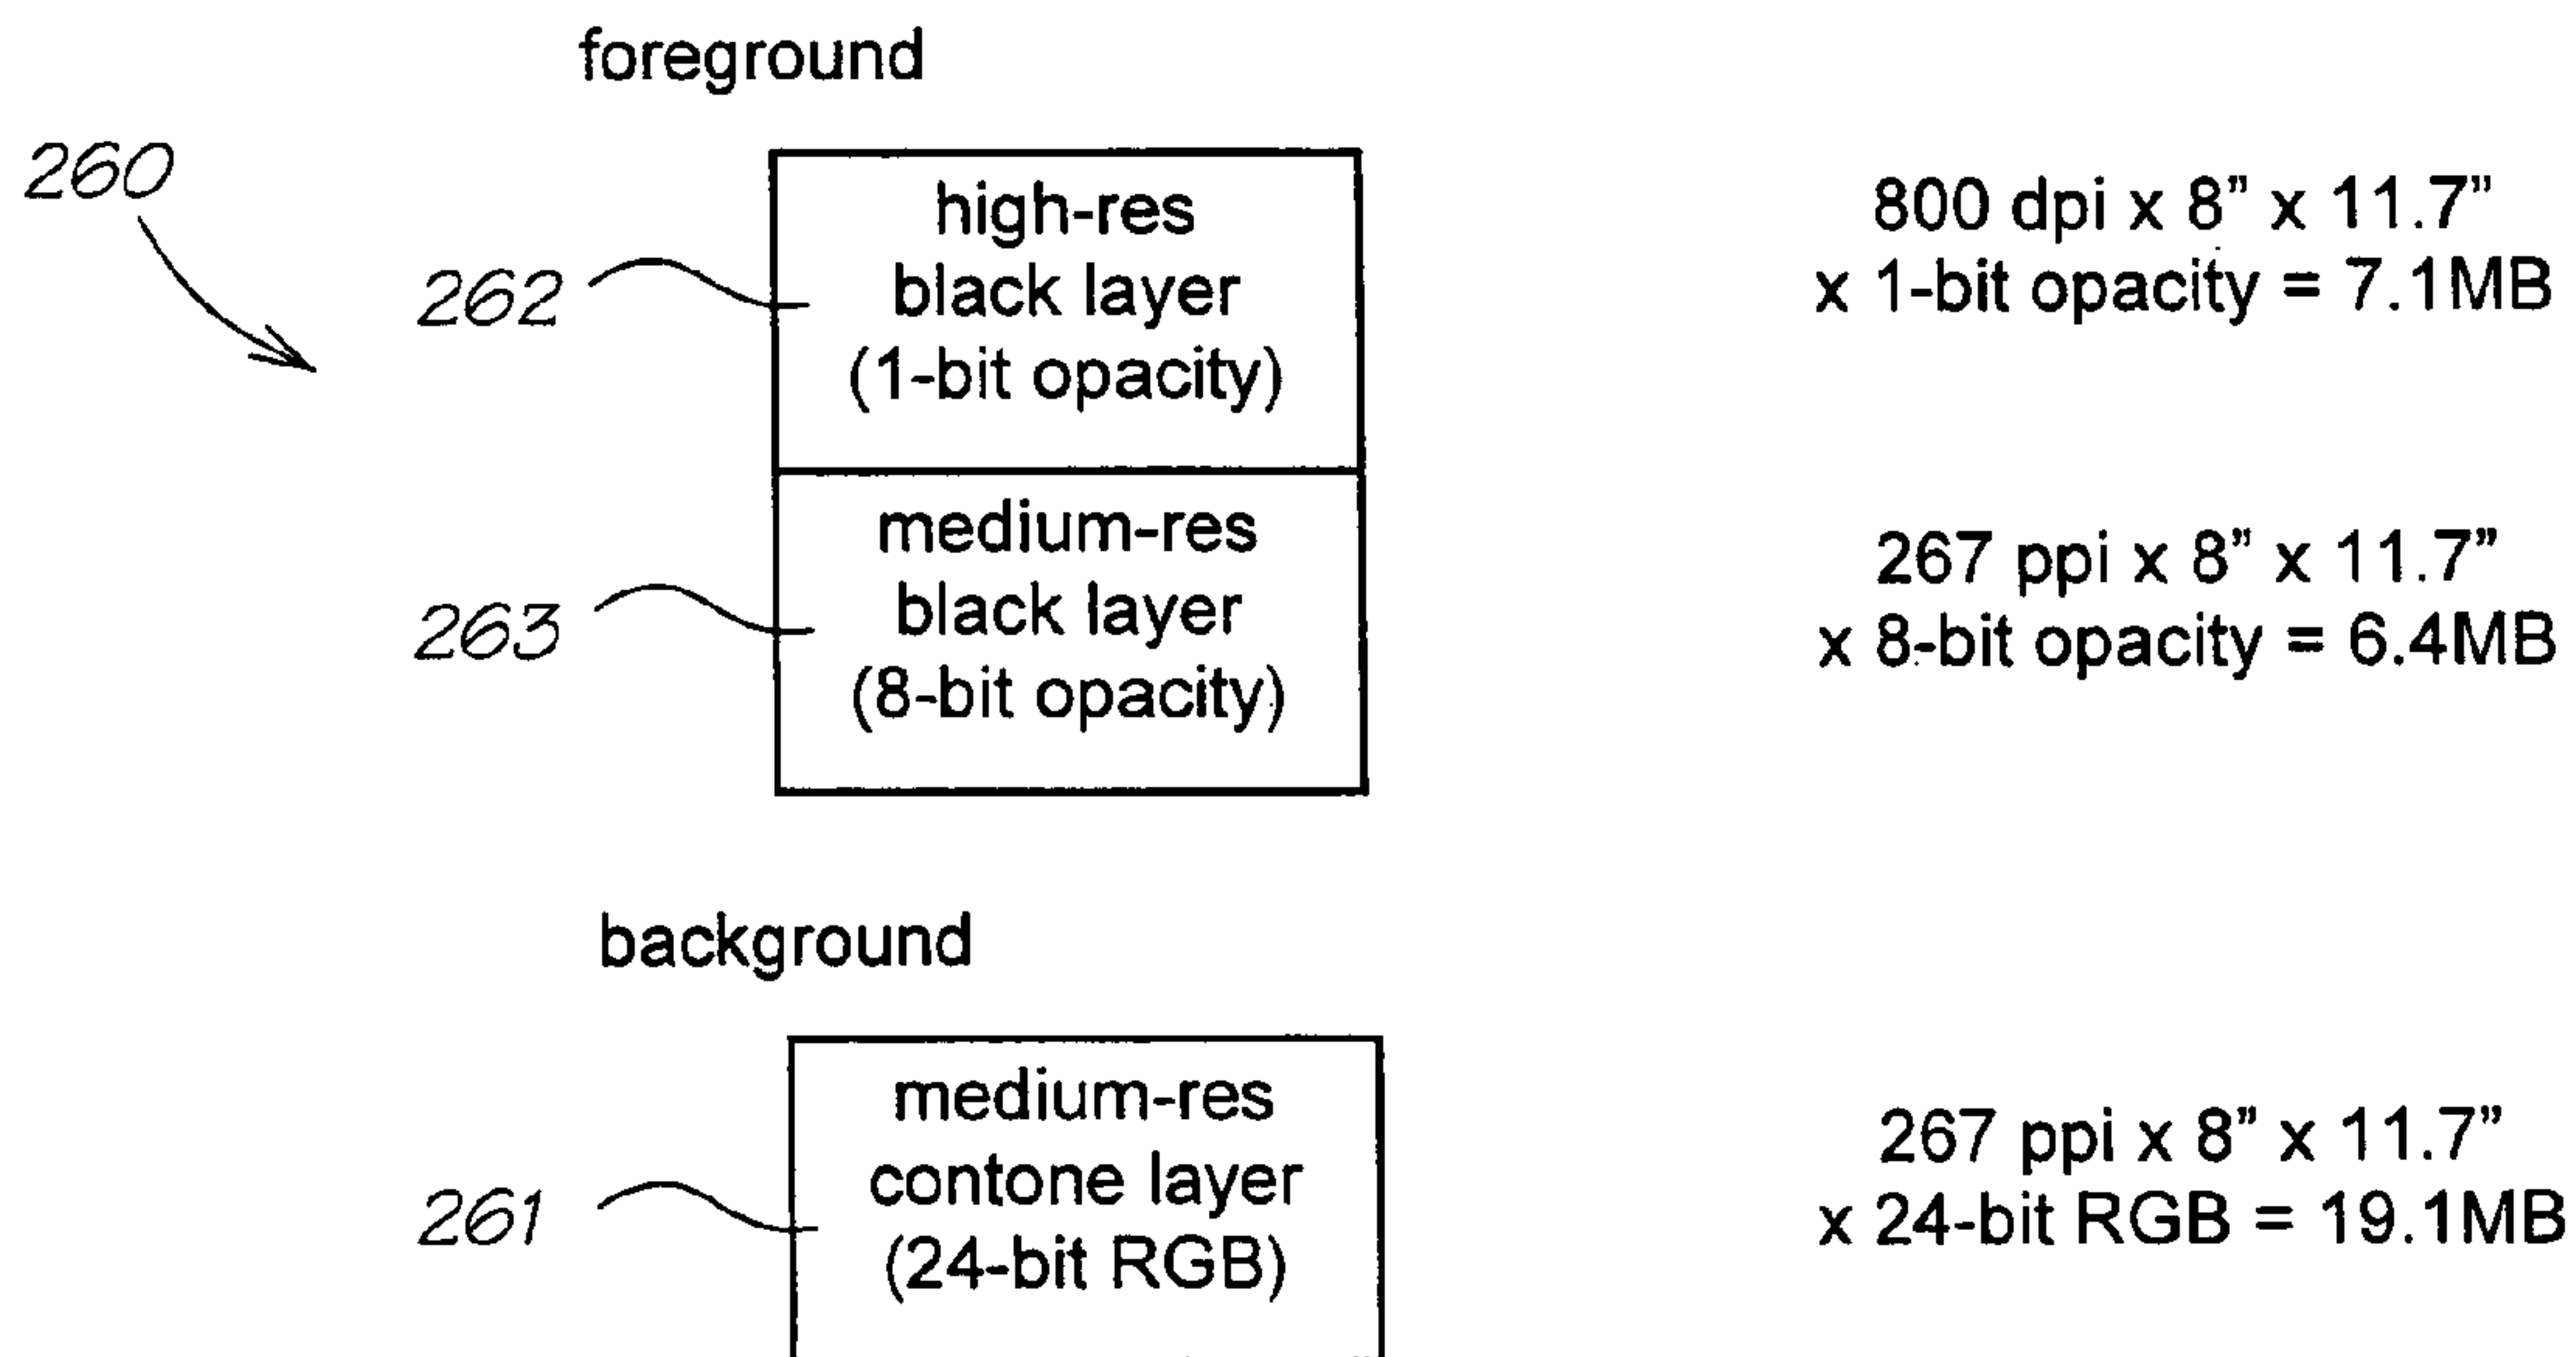 foreground
260
high-res
black layer
(1-bit opacity)
262
800 dpi x 8” x 11.7”
x 1-bit opacity = 7.1MB
medium-res
black layer
(8-bit opacity)
263
267 ppi x 8” x 11.7”
x 8-bit opacity = 6.4MB
background
medium-res
contone layer
(24-bit RGB)
261
267 ppi x 8” x 11.7”
x 24-bit RGB = 19.1MB